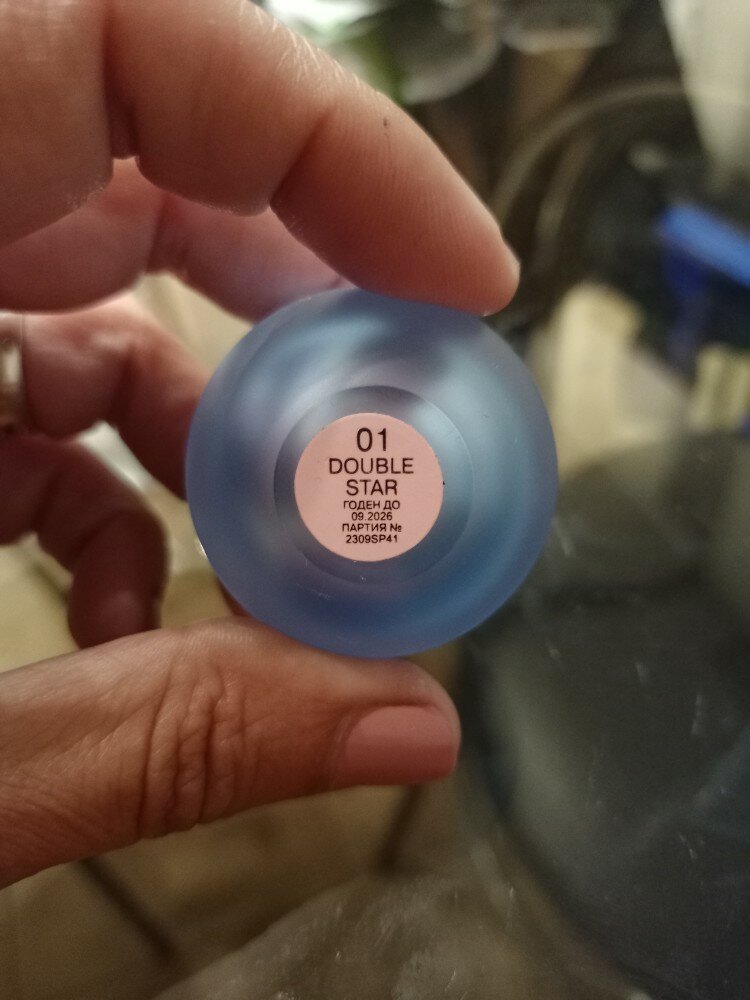 01
DOUBLE
STAR
ГОДЕН ДО
09.2026
ПАРТИЯ №
2309SP41